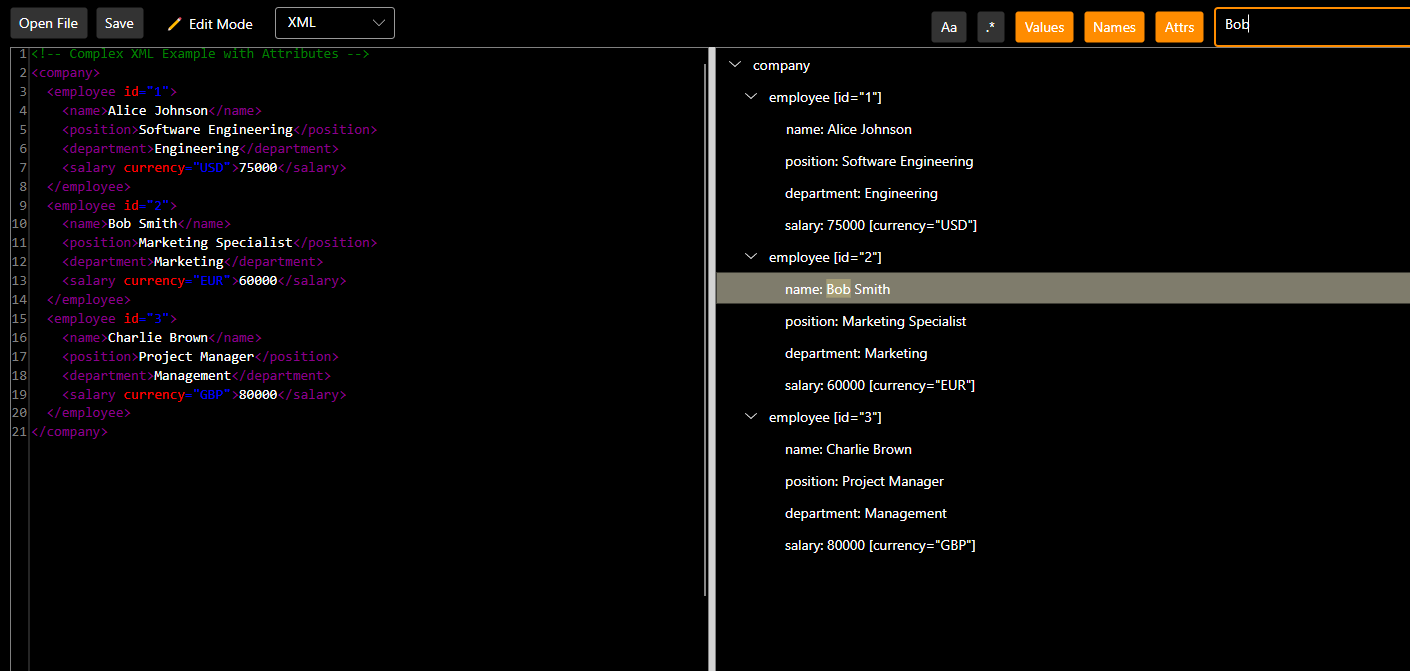 Open File Save Edit Mode XML Aa .* Values Names Attrs Bob
1 <!-- Complex XML Example with Attributes -->
2 <company>
3 <employee id="1">
4 <name>Alice Johnson</name>
5 <position>Software Engineering</position>
6 <department>Engineering</department>
7 <salary currency="USD">75000</salary>
8 </employee>
9 <employee id="2">
10 <name>Bob Smith</name>
11 <position>Marketing Specialist</position>
12 <department>Marketing</department>
13 <salary currency="EUR">60000</salary>
14 </employee>
15 <employee id="3">
16 <name>Charlie Brown</name>
17 <position>Project Manager</position>
18 <department>Management</department>
19 <salary currency="GBP">80000</salary>
20 </employee>
21 </company>
company
employee [id="1"]
name: Alice Johnson
position: Software Engineering
department: Engineering
salary: 75000 [currency="USD"]
employee [id="2"]
name: Bob Smith
position: Marketing Specialist
department: Marketing
salary: 60000 [currency="EUR"]
employee [id="3"]
name: Charlie Brown
position: Project Manager
department: Management
salary: 80000 [currency="GBP"]